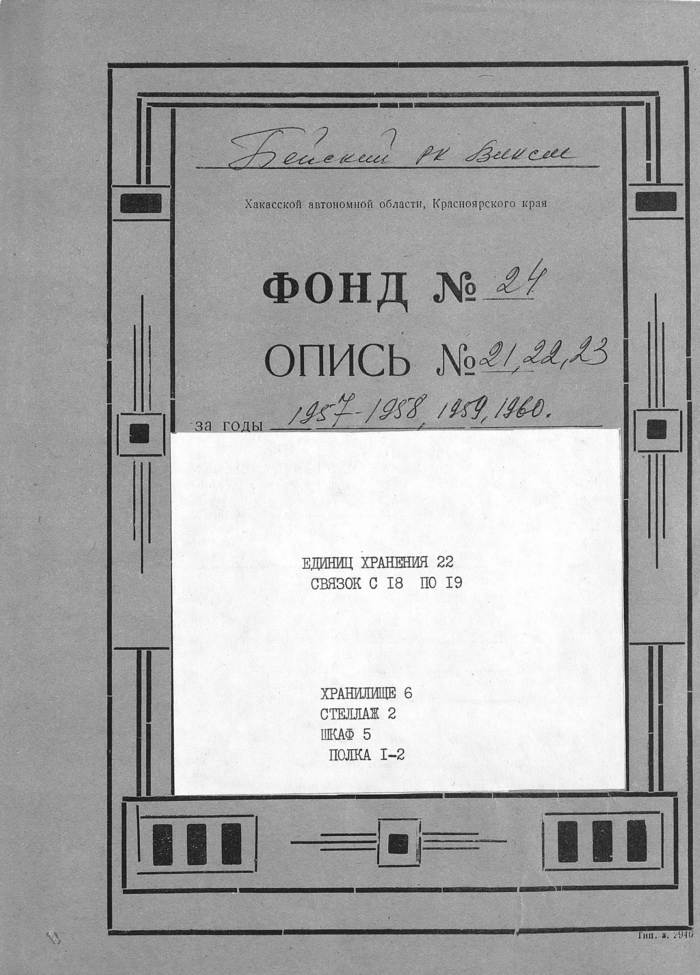 Бейский рк Влксм
Хакасской автономной области, Красноярского края
ФОНД № 24
ОПИСЬ № 21, 22, 23
за годы 1957-1958, 1959, 1960.
ЕДИНИЦ ХРАНЕНИЯ 22
СВЯЗОК С I8 ПО I9
ХРАНИЛИЩЕ 6
СТЕЛЛАЖ 2
ШКАФ 5
ПОЛКА I-2
Тип. з. 2940